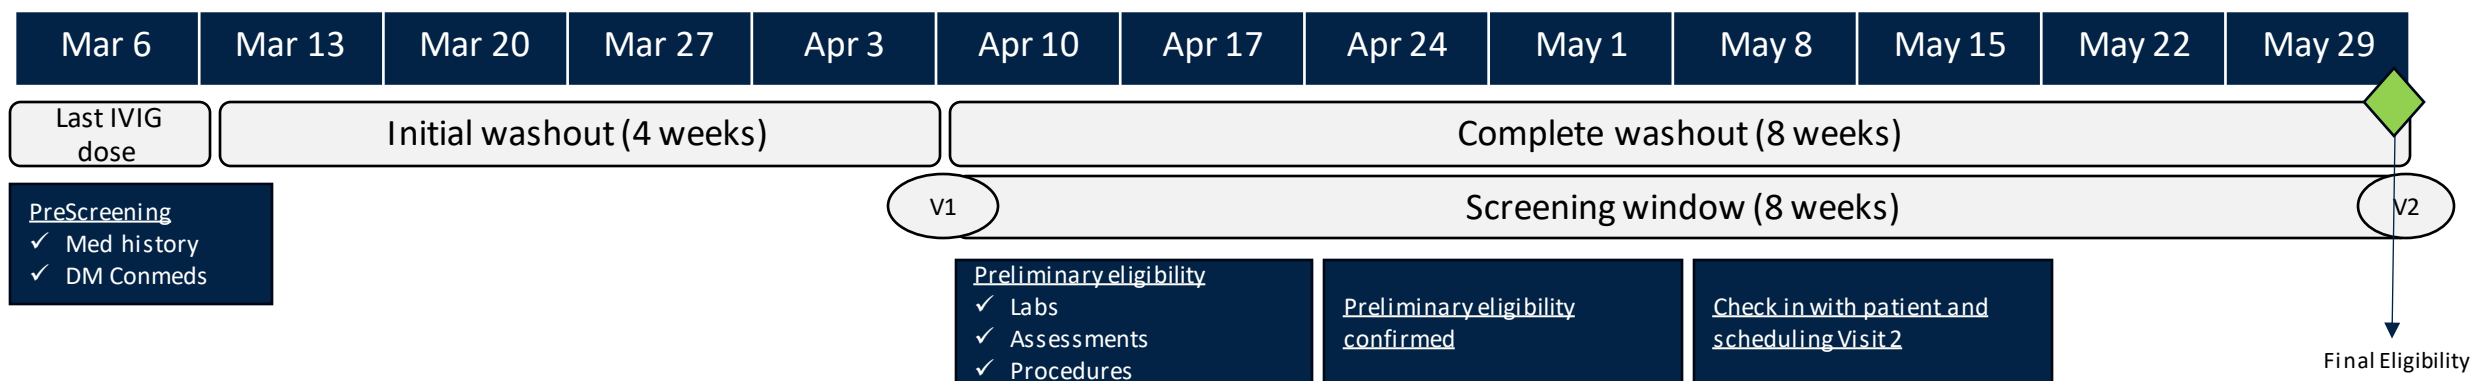 Mar 6
Mar 13
Mar 20
Mar 27
Apr 3
Apr 10
Apr 17
Apr 24
May 1
May 8
May 15
May 22
May 29
Last IVIG
dose
Initial washout (4 weeks)
Complete washout (8 weeks)
V1
Screening window (8 weeks)
V2
PreScreening
✓ Med history
✓ DM Conmeds
Preliminary eligibility
✓ Labs
✓ Assessments
✓ Procedures
Preliminary eligibility
confirmed
Check in with patient and
scheduling Visit 2
Final Eligibility